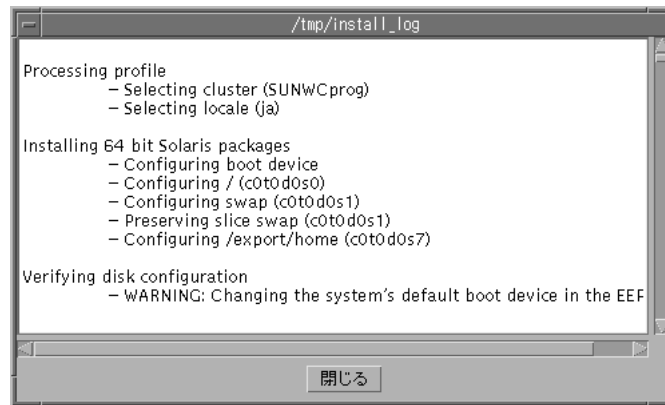 /tmp/install_log
Processing profile
– Selecting cluster (SUNWCprog)
– Selecting locale (ja)
Installing 64 bit Solaris packages
– Configuring boot device
– Configuring / (c0t0d0s0)
– Configuring swap (c0t0d0s1)
– Preserving slice swap (c0t0d0s1)
– Configuring /export/home (c0t0d0s7)
Verifying disk configuration
– WARNING: Changing the system's default boot device in the
閉じる